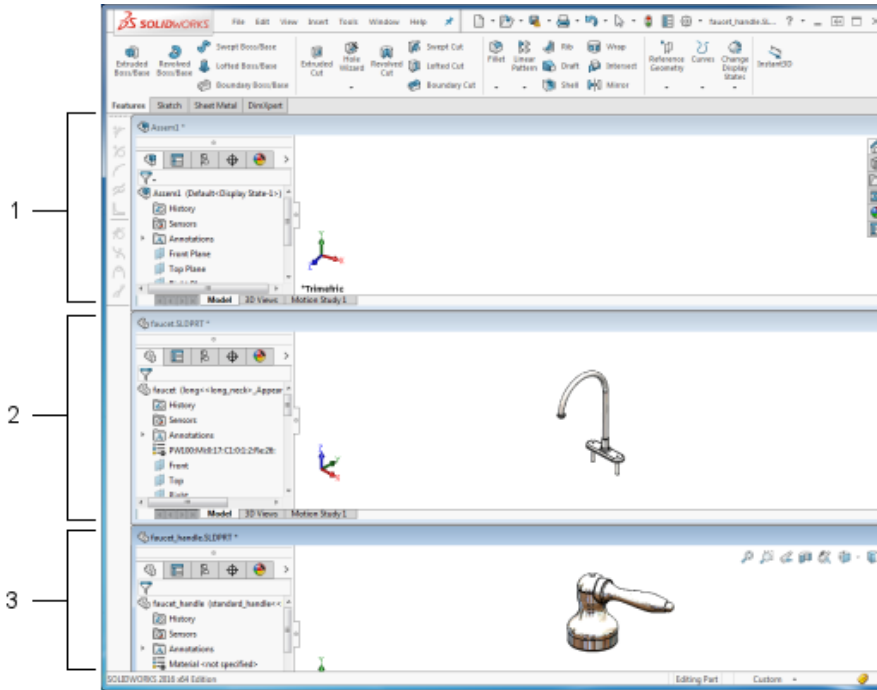 SOLIDWORKS File Edit View Insert Tools Window Help faucet_handle.SL... ?
Extruded Boss/Base Revolved Boss/Base Swept Boss/Base Lofted Boss/Base Boundary Boss/Base Extruded Cut Hole Wizard Revolved Cut Swept Cut Lofted Cut Boundary Cut Fillet Linear Pattern Rib Draft Shell Wrap Intersect Mirror Reference Geometry Curves Change Display States Instant3D
Features Sketch Sheet Metal DimXpert
Assem1 *
Assem1 (Default<Display State-1>)
History
Sensors
Annotations
Front Plane
Top Plane
*Trimetric
Model 3D Views Motion Study 1
1
faucet.SLDPRT *
faucet (long<<long_neck>_Appear
History
Sensors
Annotations
Front
Top
Right
Model 3D Views Motion Study 1
2
faucet_handle.SLDPRT *
faucet_handle (standard_handle<<
History
Sensors
Annotations
Material <not specified>
3
SOLIDWORKS 2016 x64 Edition Editing Part Custom